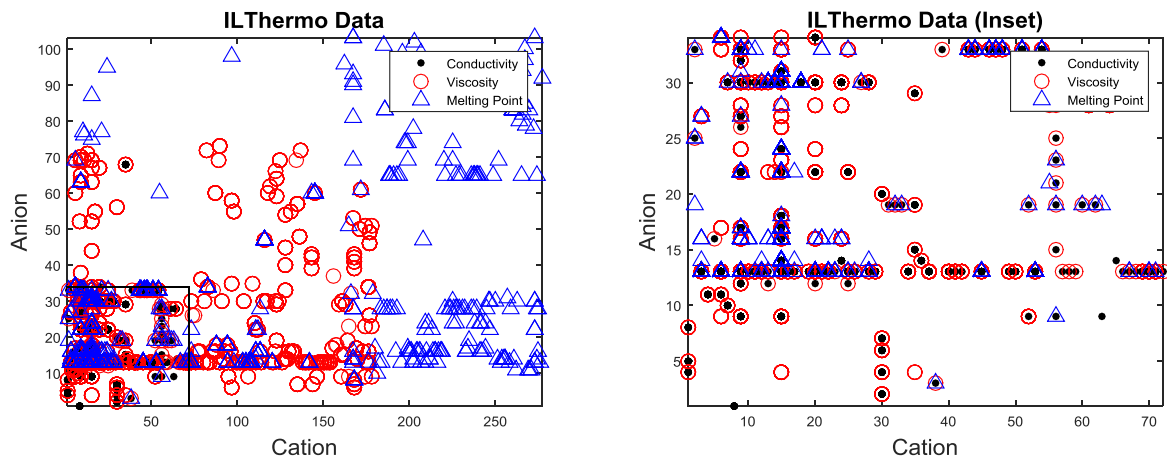 ILThermo Data
100
90
80
70
60
50
40
30
20
10
50
100
150
200
250
Anion
Cation
Conductivity
Viscosity
Melting Point
ILThermo Data (Inset)
30
25
20
15
10
5
10
20
30
40
50
60
70
Anion
Cation
Conductivity
Viscosity
Melting Point